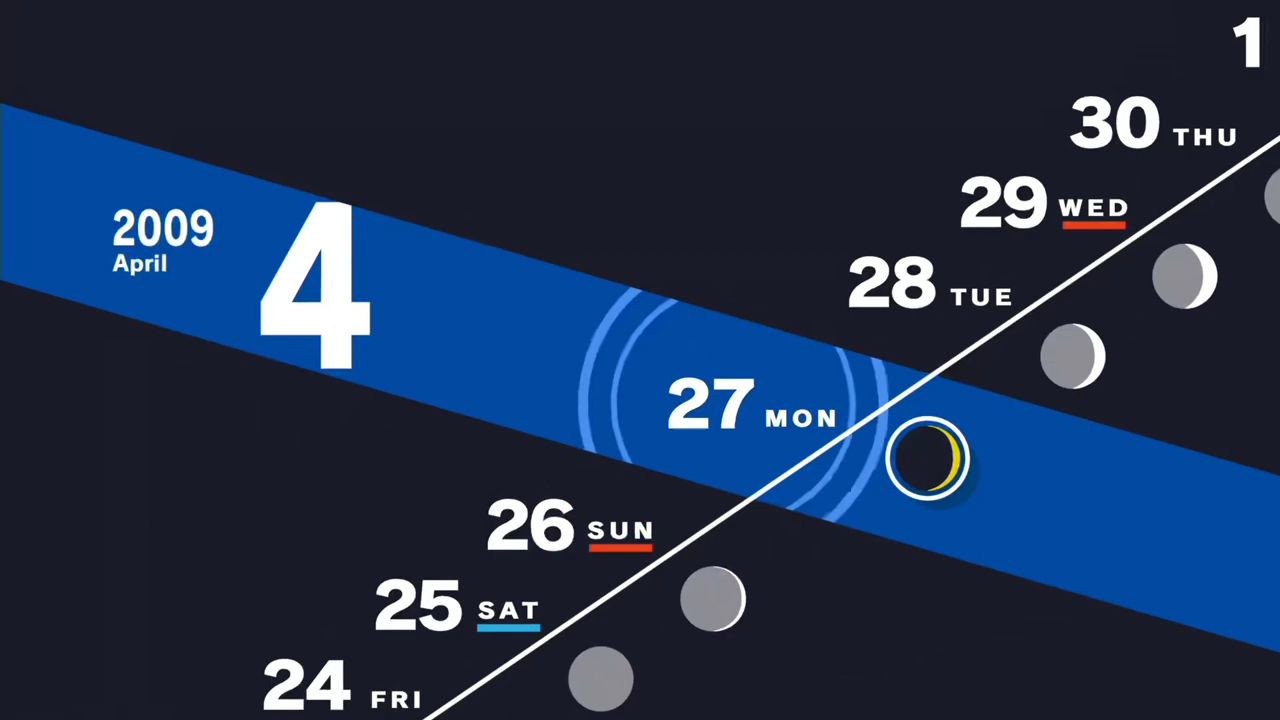 1
30 THU
29 WED
2009
April
4
28 TUE
27 MON
26 SUN
25 SAT
24 FRI